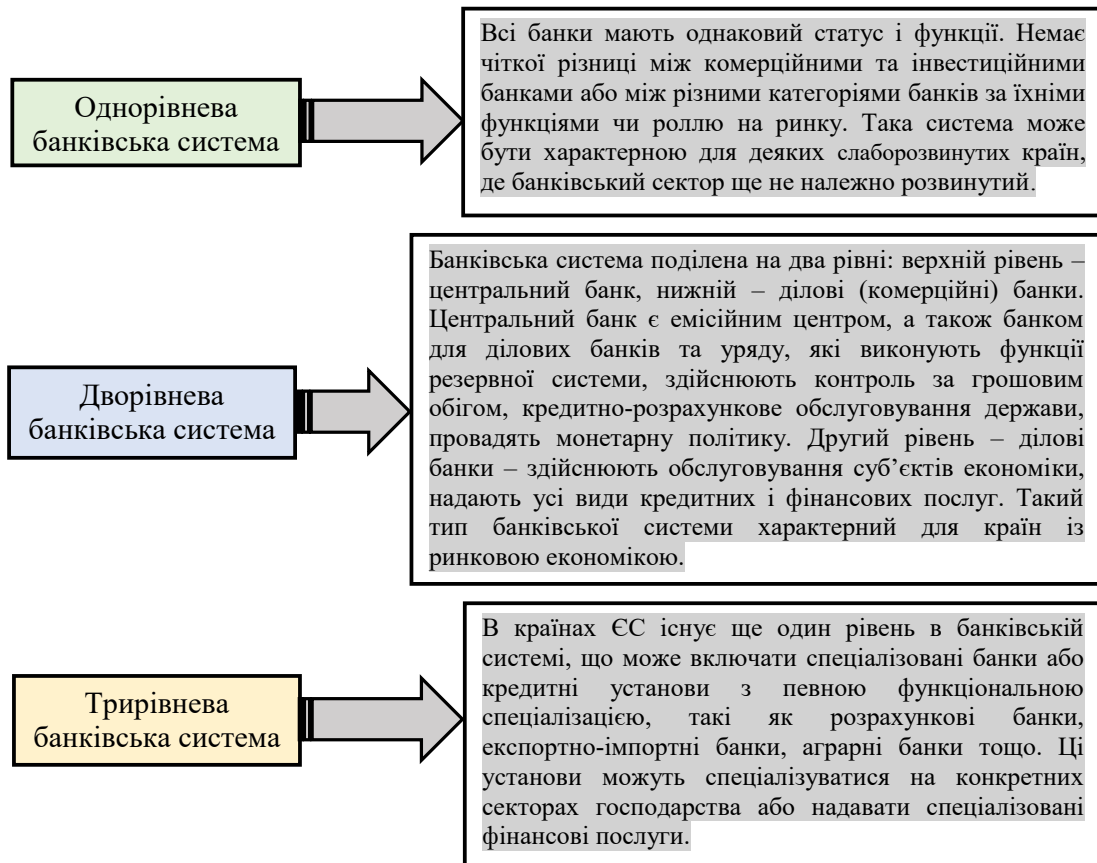 Однорівнева
банківська система
Всі банки мають однаковий статус і функції. Немає
чіткої різниці між комерційними та інвестиційними
банками або між різними категоріями банків за їхніми
функціями чи роллю на ринку. Така система може
бути характерною для деяких слаборозвинутих країн,
де банківський сектор ще не належно розвинутий.
Дворівнева
банківська система
Банківська система поділена на два рівні: верхній рівень –
центральний банк, нижній – ділові (комерційні) банки.
Центральний банк є емісійним центром, а також банком
для ділових банків та уряду, які виконують функції
резервної системи, здійснюють контроль за грошовим
обігом, кредитно-розрахункове обслуговування держави,
провадять монетарну політику. Другий рівень – ділові
банки – здійснюють обслуговування суб’єктів економіки,
надають усі види кредитних і фінансових послуг. Такий
тип банківської системи характерний для країн із
ринковою економікою.
Трирівнева
банківська система
В країнах ЄС існує ще один рівень в банківській
системі, що може включати спеціалізовані банки або
кредитні установи з певною функціональною
спеціалізацією, такі як розрахункові банки,
експортно-імпортні банки, аграрні банки тощо. Ці
установи можуть спеціалізуватися на конкретних
секторах господарства або надавати спеціалізовані
фінансові послуги.